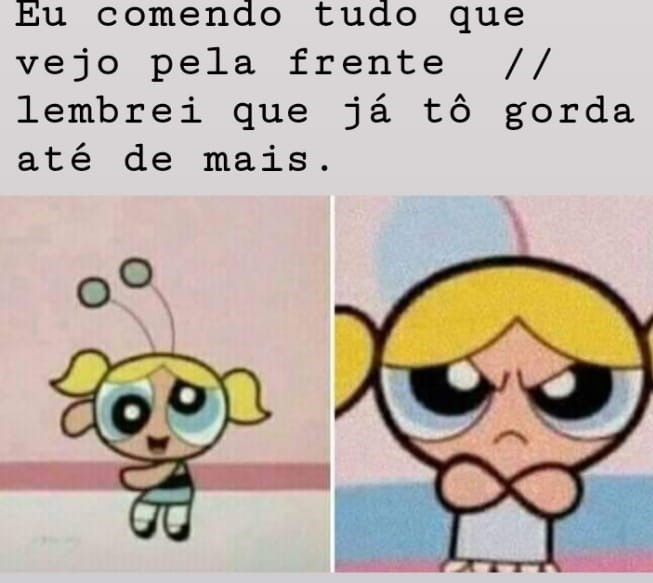 Eu comendo tudo que
vejo pela frente //
lembrei que já tô gorda
até de mais.